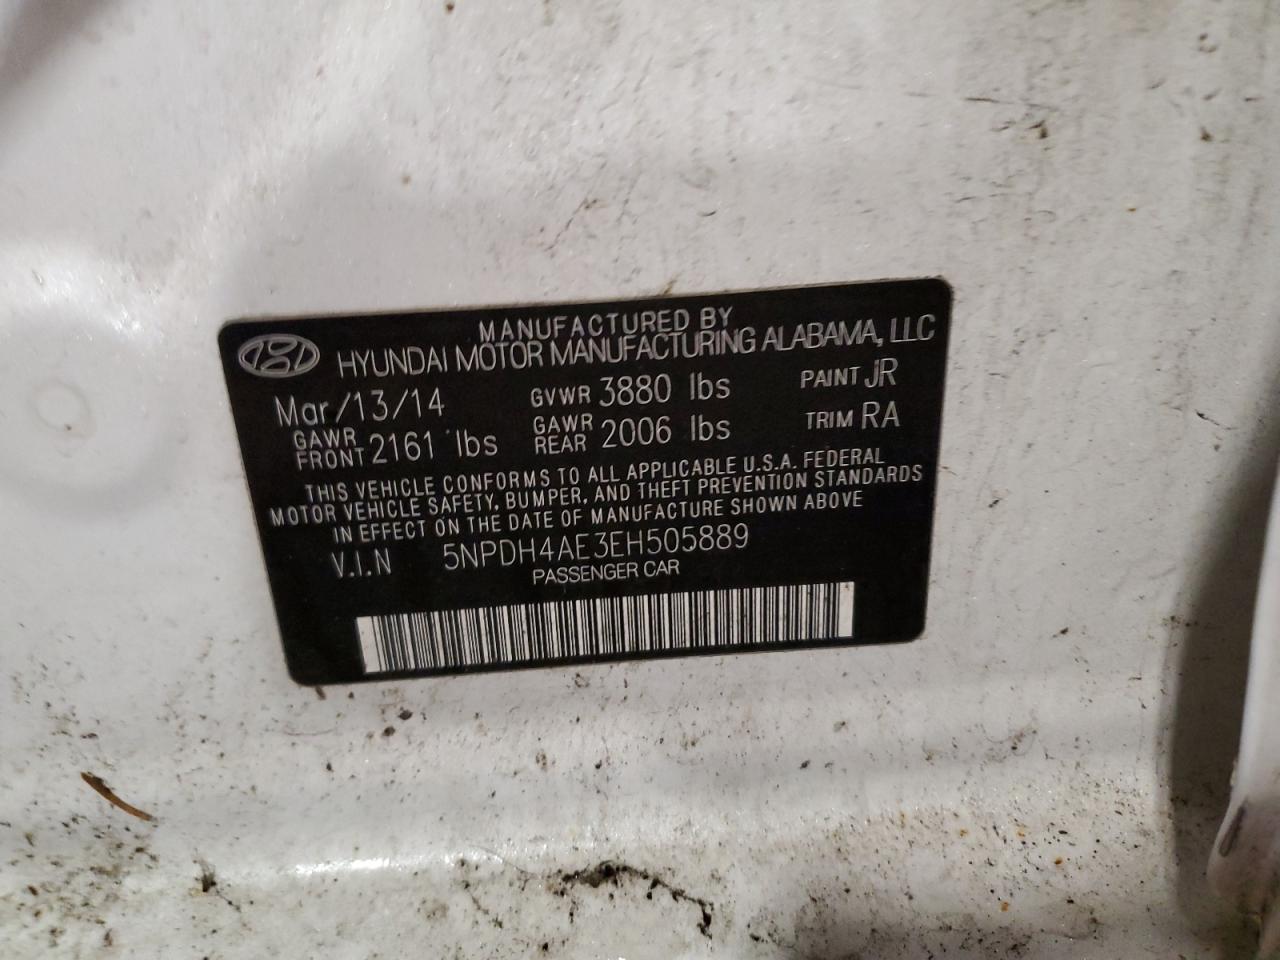 MANUFACTURED BY
HYUNDAI MOTOR MANUFACTURING ALABAMA, LLC
Mar/13/14 GVWR 3880 lbs PAINT JR
GAWR FRONT 2161 lbs GAWR REAR 2006 lbs TRIM RA
THIS VEHICLE CONFORMS TO ALL APPLICABLE U.S.A. FEDERAL
MOTOR VEHICLE SAFETY, BUMPER, AND THEFT PREVENTION STANDARDS
IN EFFECT ON THE DATE OF MANUFACTURE SHOWN ABOVE
V.I.N 5NPDH4AE3EH505889
PASSENGER CAR